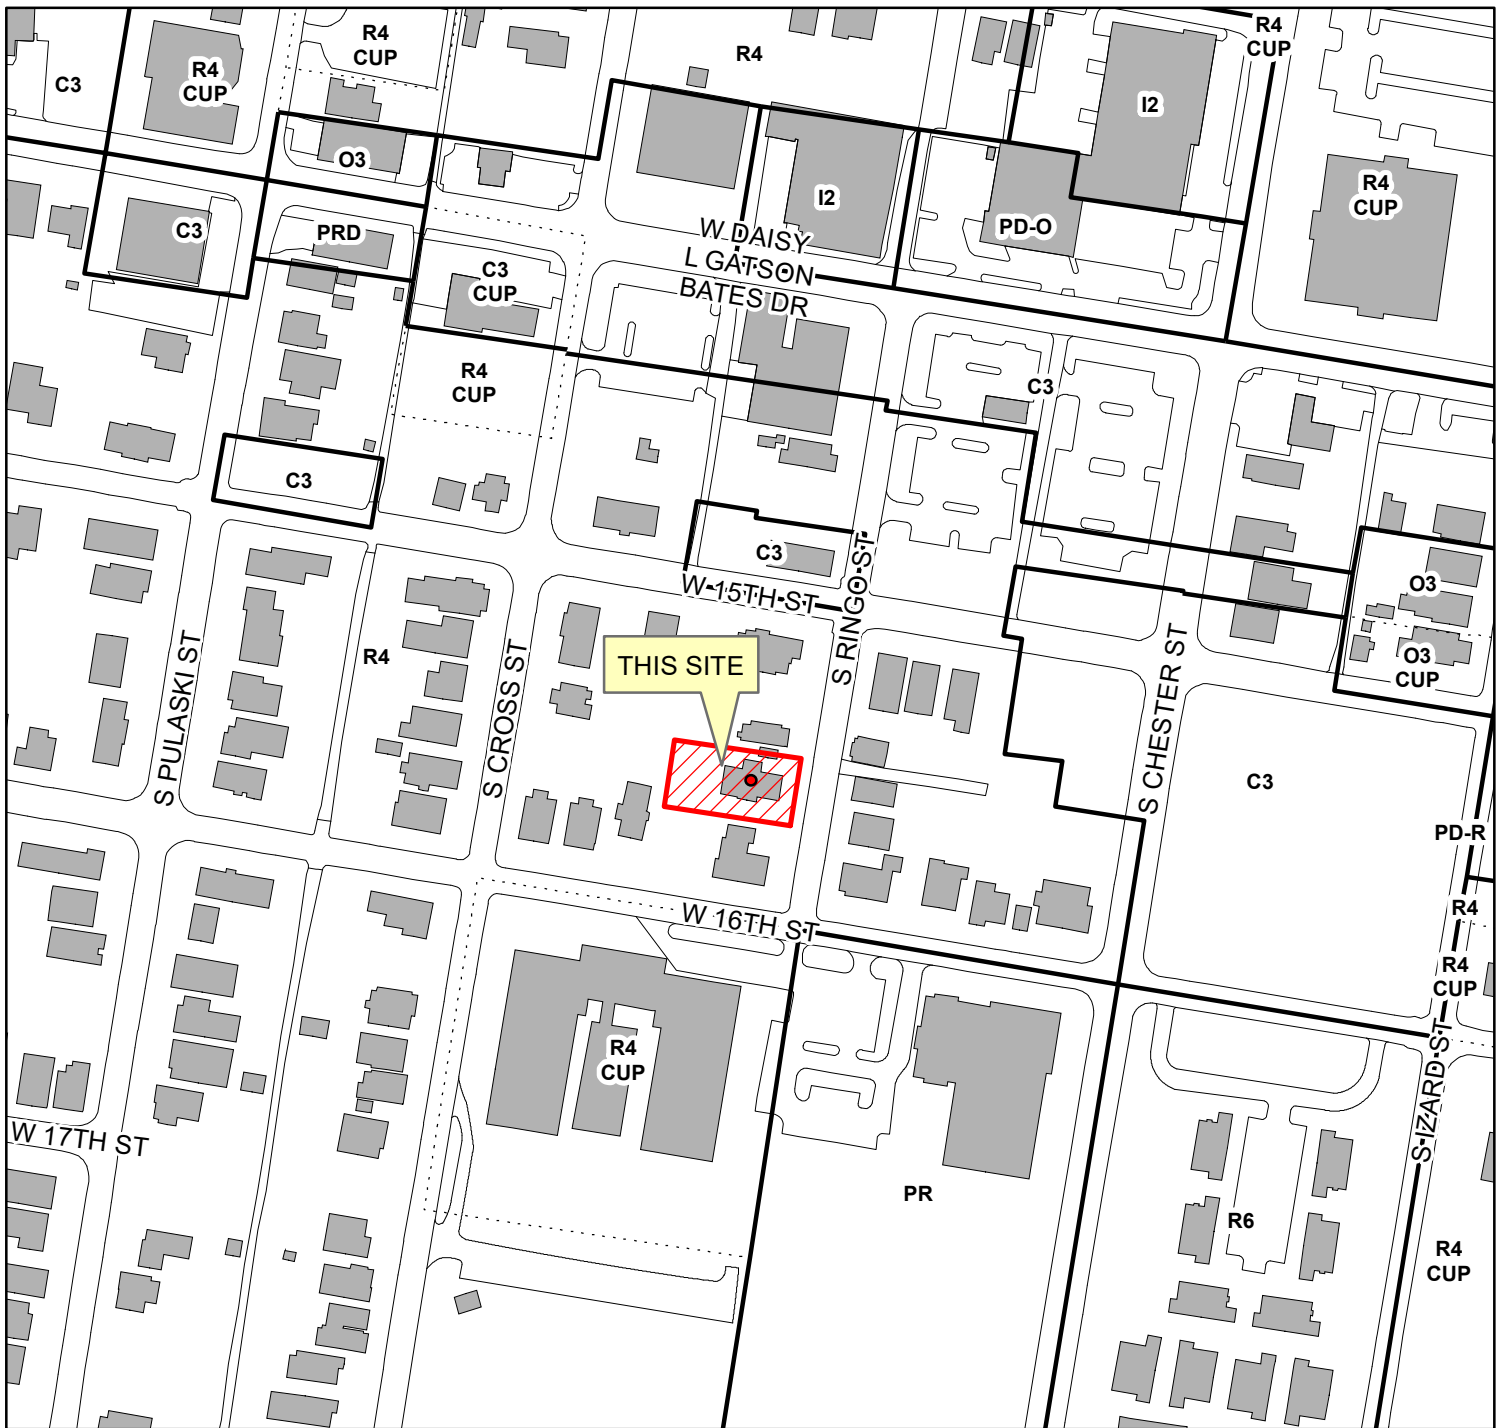 R4
CUP
R4
CUP
R4
C3
R4
CUP
I2
O3
R4
CUP
I2
C3
PRD
PD-O
W DAISY
L GATSON
BATES DR
C3
CUP
R4
CUP
C3
C3
C3
W 15TH ST
S RINGO ST
O3
O3
CUP
THIS SITE
R4
S PULASKI ST
S CROSS ST
S CHESTER ST
C3
PD-R
R4
W 16TH ST
R4
CUP
R4
CUP
S IZARD ST
W 17TH ST
PR
R6
R4
CUP